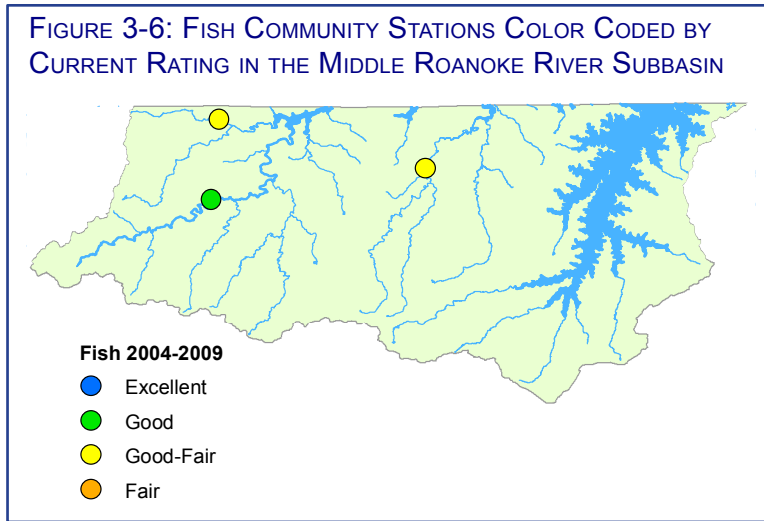 Figure 3-6: Fish Community Stations Color Coded by
Current Rating in the Middle Roanoke River Subbasin
Fish 2004-2009
Excellent
Good
Good-Fair
Fair